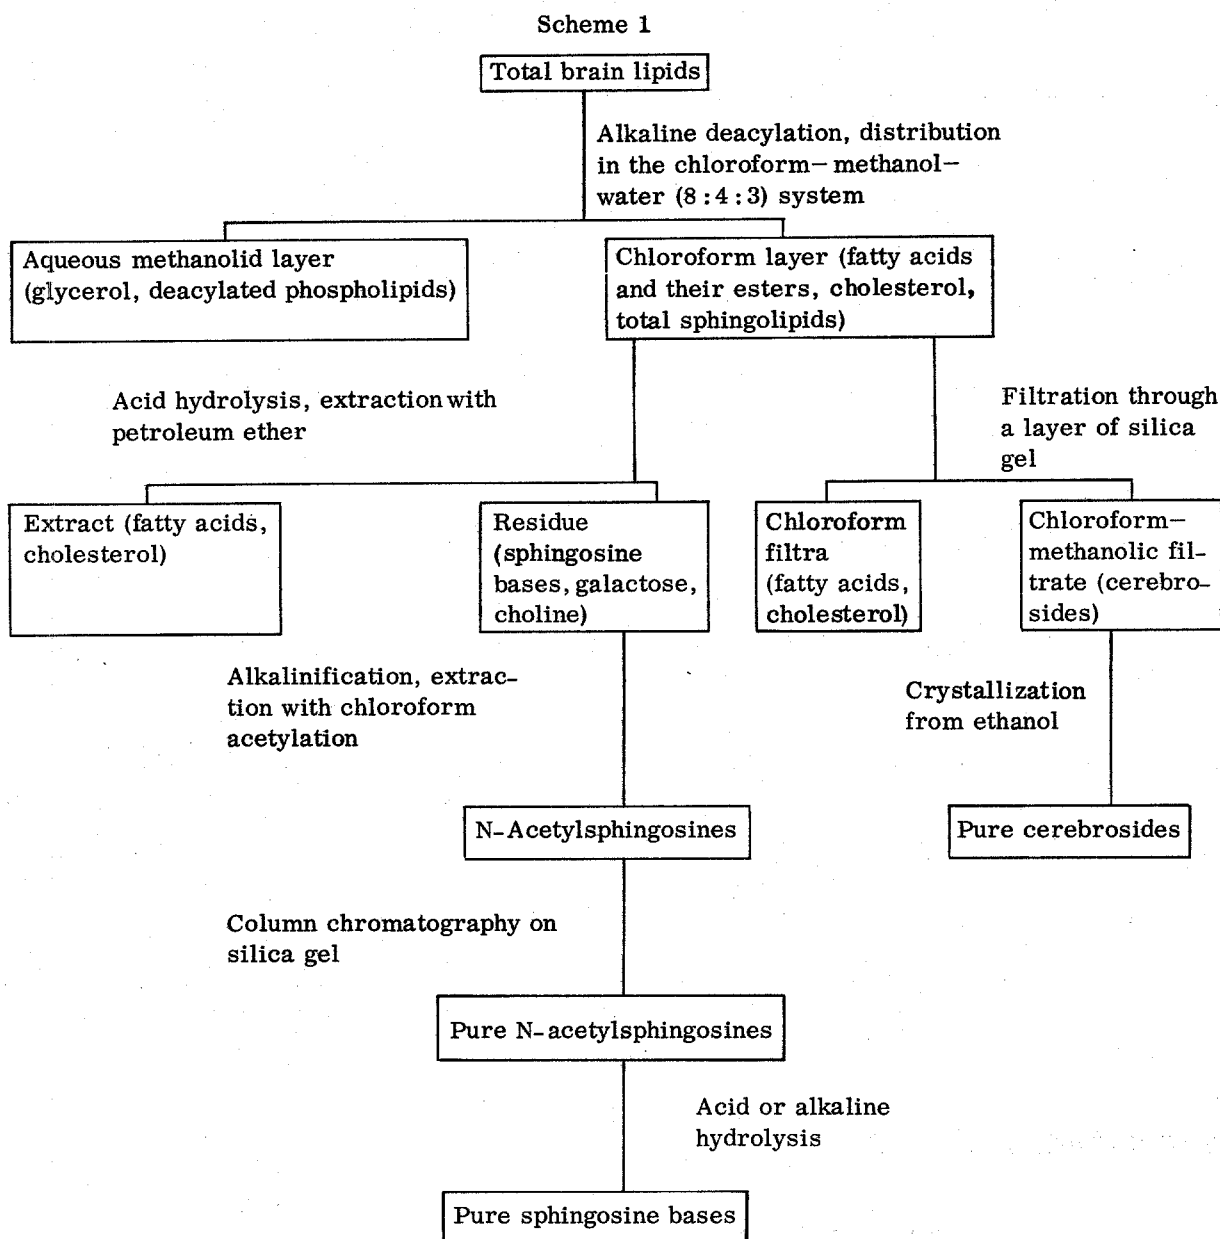 Scheme 1
Total brain lipids
Alkaline deacylation, distribution
in the chloroform—methanol—
water (8:4:3) system
Aqueous methanolid layer
(glycerol, deacylated phospholipids)
Chloroform layer (fatty acids
and their esters, cholesterol,
total sphingolipids)
Acid hydrolysis, extraction with
petroleum ether
Filtration through
a layer of silica
gel
Extract (fatty acids,
cholesterol)
Residue
(sphingosine
bases, galactose,
choline)
Chloroform
filtra
(fatty acids,
cholesterol)
Chloroform—
methanolic fil-
trate (cerebro-
sides)
Alkalinification, extrac-
tion with chloroform
acetylation
Crystallization
from ethanol
N-Acetylsphingosines
Pure cerebrosides
Column chromatography on
silica gel
Pure N-acetylsphingosines
Acid or alkaline
hydrolysis
Pure sphingosine bases